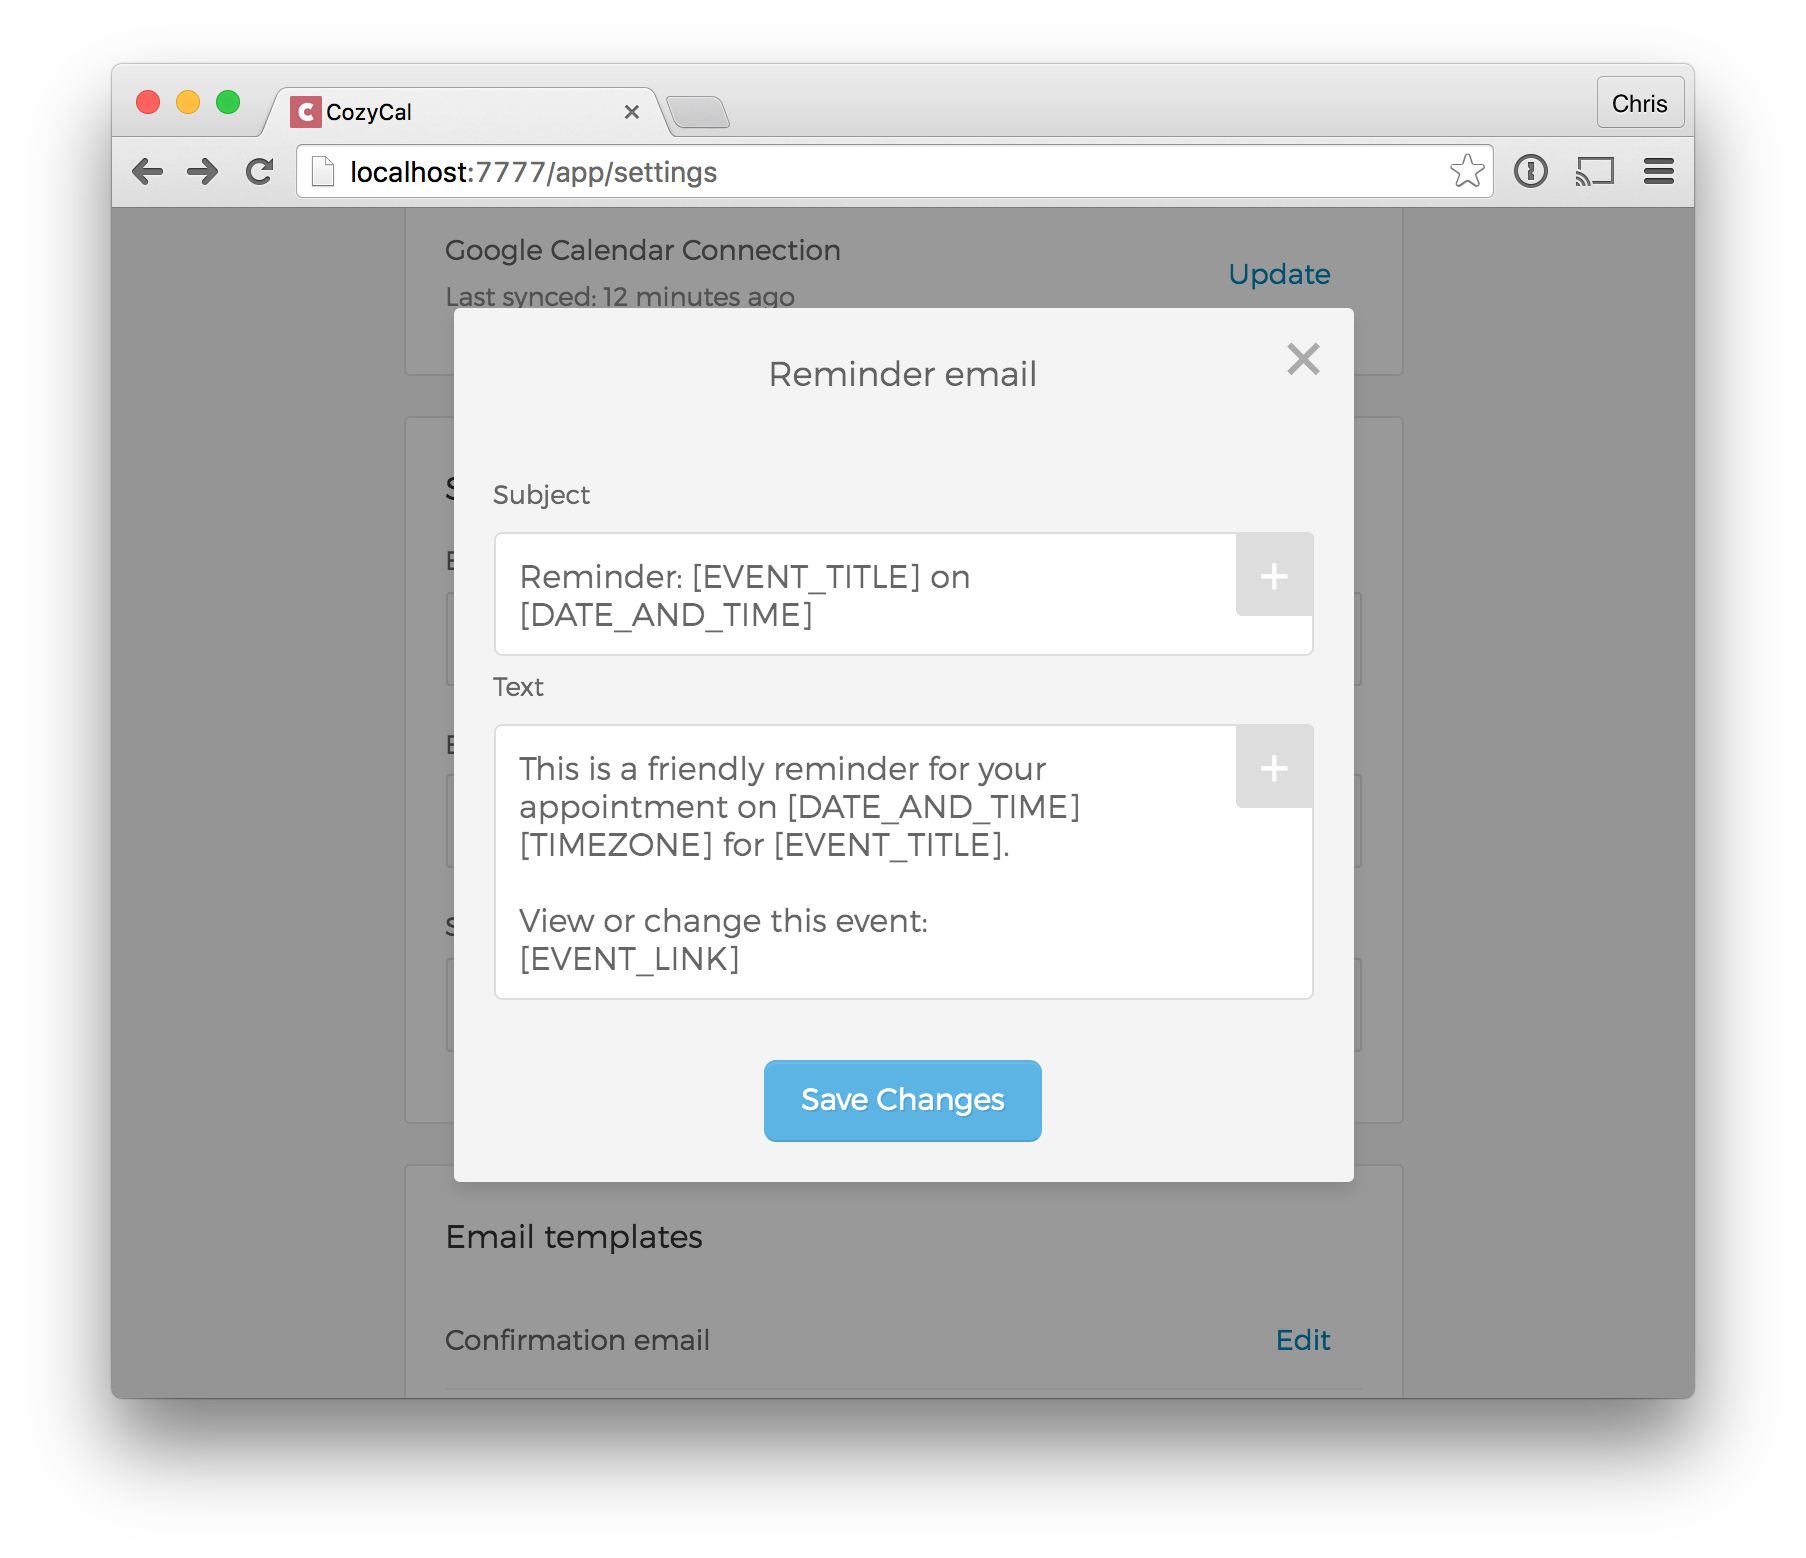 CozyCal
Chris
localhost:7777/app/settings
Google Calendar Connection
Update
Last synced: 12 minutes ago
Reminder email
Subject
Reminder: [EVENT_TITLE] on
[DATE_AND_TIME]
Text
This is a friendly reminder for your
appointment on [DATE_AND_TIME]
[TIMEZONE] for [EVENT_TITLE].
View or change this event:
[EVENT_LINK]
Save Changes
Email templates
Confirmation email
Edit